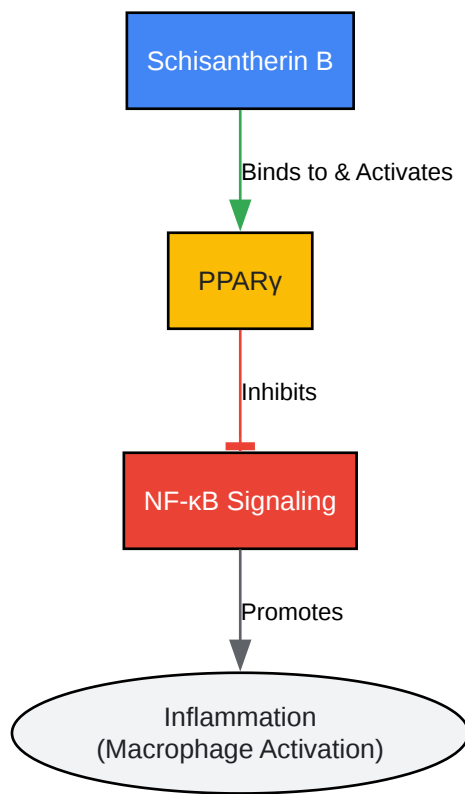 Schisantherin B
Binds to & Activates
PPARγ
Inhibits
NF-κB Signaling
Promotes
Inflammation
(Macrophage Activation)